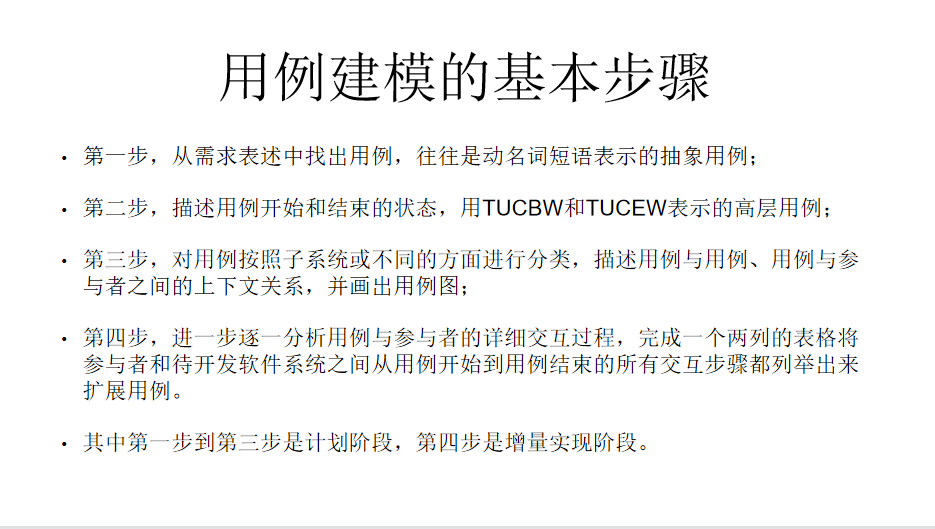 用例建模的基本步骤
• 第一步，从需求表述中找出用例，往往是动名词短语表示的抽象用例；
• 第二步，描述用例开始和结束的状态，用TUCBW和TUCEW表示的高层用例；
• 第三步，对用例按照子系统或不同的方面进行分类，描述用例与用例、用例与参
与者之间的上下文关系，并画出用例图；
• 第四步，进一步逐一分析用例与参与者的详细交互过程，完成一个两列的表格将
参与者和待开发软件系统之间从用例开始到用例结束的所有交互步骤都列举出来
扩展用例。
• 其中第一步到第三步是计划阶段，第四步是增量实现阶段。